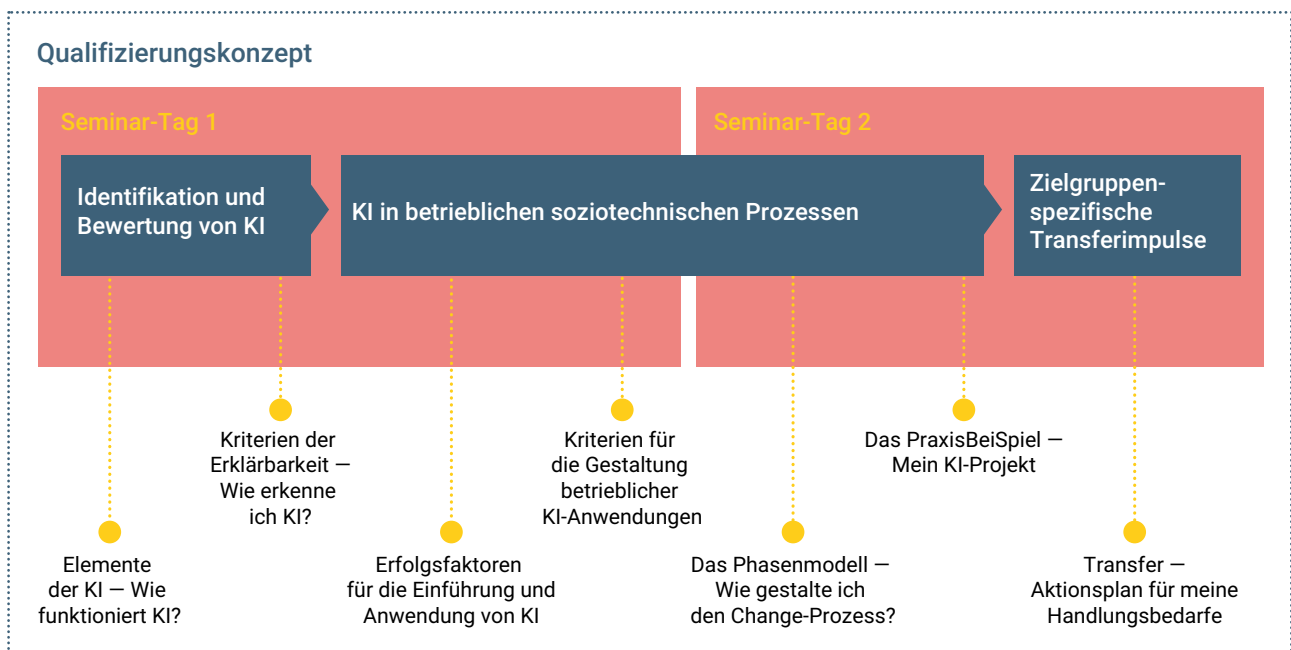 Qualifizierungskonzept
Seminar-Tag 1
Seminar-Tag 2
Identifikation und
Bewertung von KI
KI in betrieblichen soziotechnischen Prozessen
Zielgruppen-
spezifische
Transferimpulse
Elemente
der KI — Wie
funktioniert KI?
Kriterien der
Erklärbarkeit —
Wie erkenne
ich KI?
Erfolgsfaktoren
für die Einführung und
Anwendung von KI
Kriterien für
die Gestaltung
betrieblicher
KI-Anwendungen
Das Phasenmodell —
Wie gestalte ich
den Change-Prozess?
Das PraxisBeiSpiel —
Mein KI-Projekt
Transfer —
Aktionsplan für meine
Handlungsbedarfe